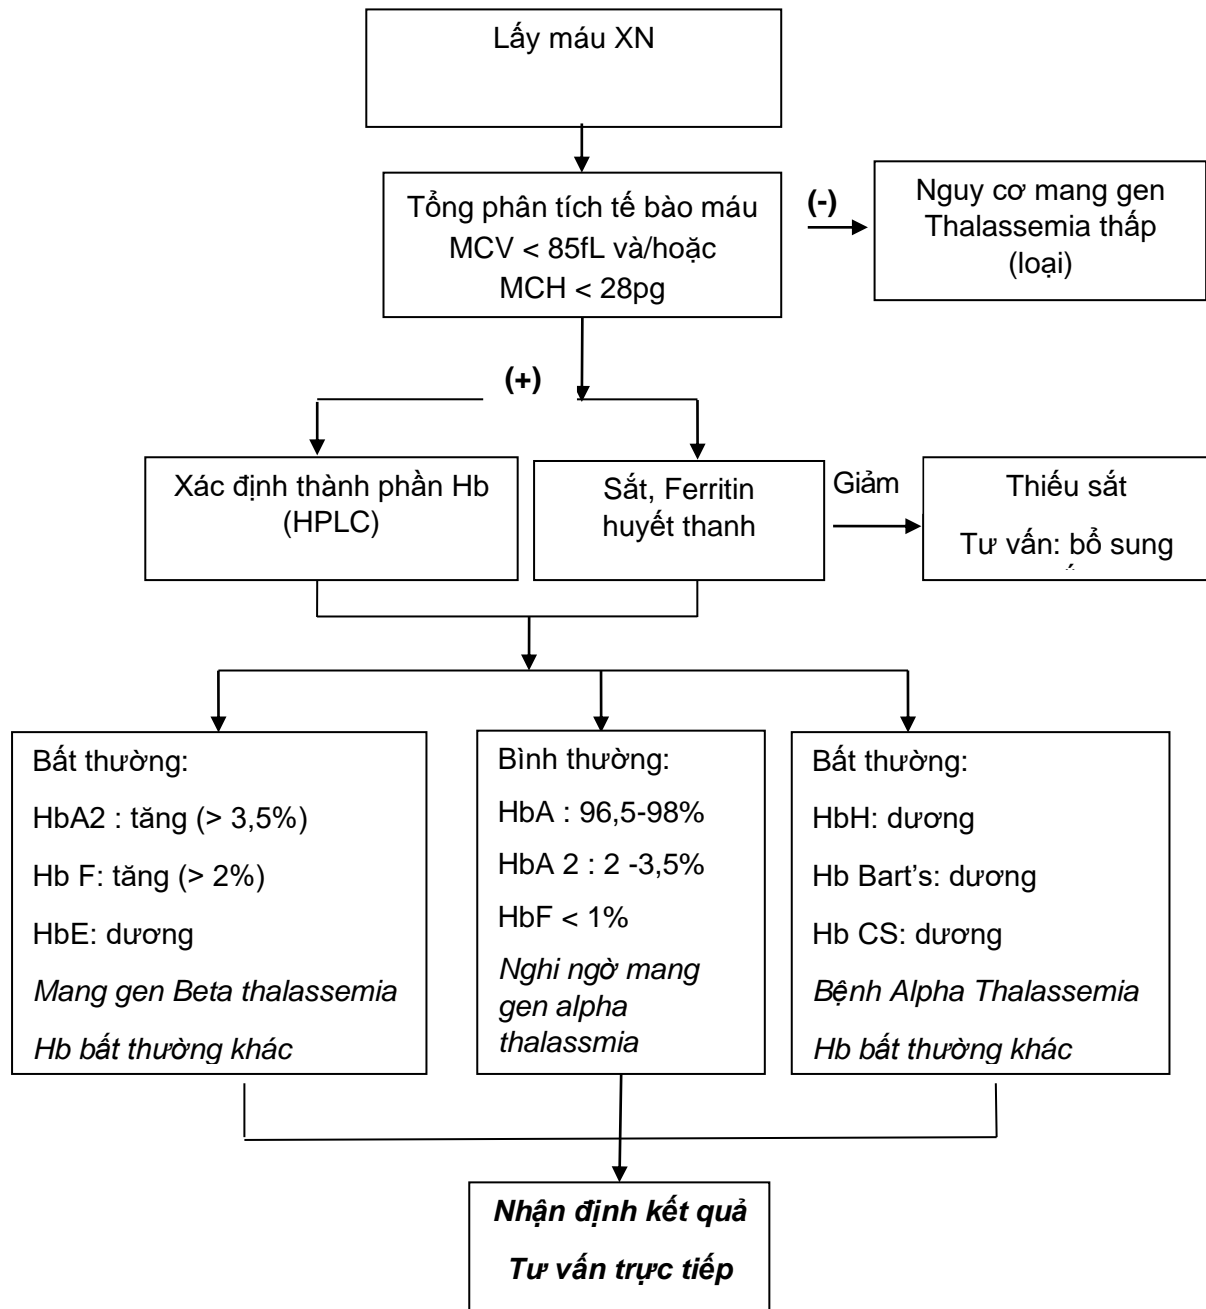 Lấy máu XN
Tổng phân tích tế bào máu
MCV < 85fL và/hoặc
MCH < 28pg
(-)
Nguy cơ mang gen
Thalassemia thấp
(loại)
(+)
Xác định thành phần Hb
(HPLC)
Sắt, Ferritin
huyết thanh
Giảm
Thiếu sắt
Tư vấn: bổ sung
Bất thường:
HbA2 : tăng (> 3,5%)
Hb F: tăng (> 2%)
HbE: dương
Mang gen Beta thalassemia
Hb bất thường khác
Bình thường:
HbA : 96,5-98%
HbA 2 : 2 -3,5%
HbF < 1%
Nghi ngờ mang
gen alpha
thalassmia
Bất thường:
HbH: dương
Hb Bart's: dương
Hb CS: dương
Bệnh Alpha Thalassemia
Hb bất thường khác
Nhận định kết quả
Tư vấn trực tiếp